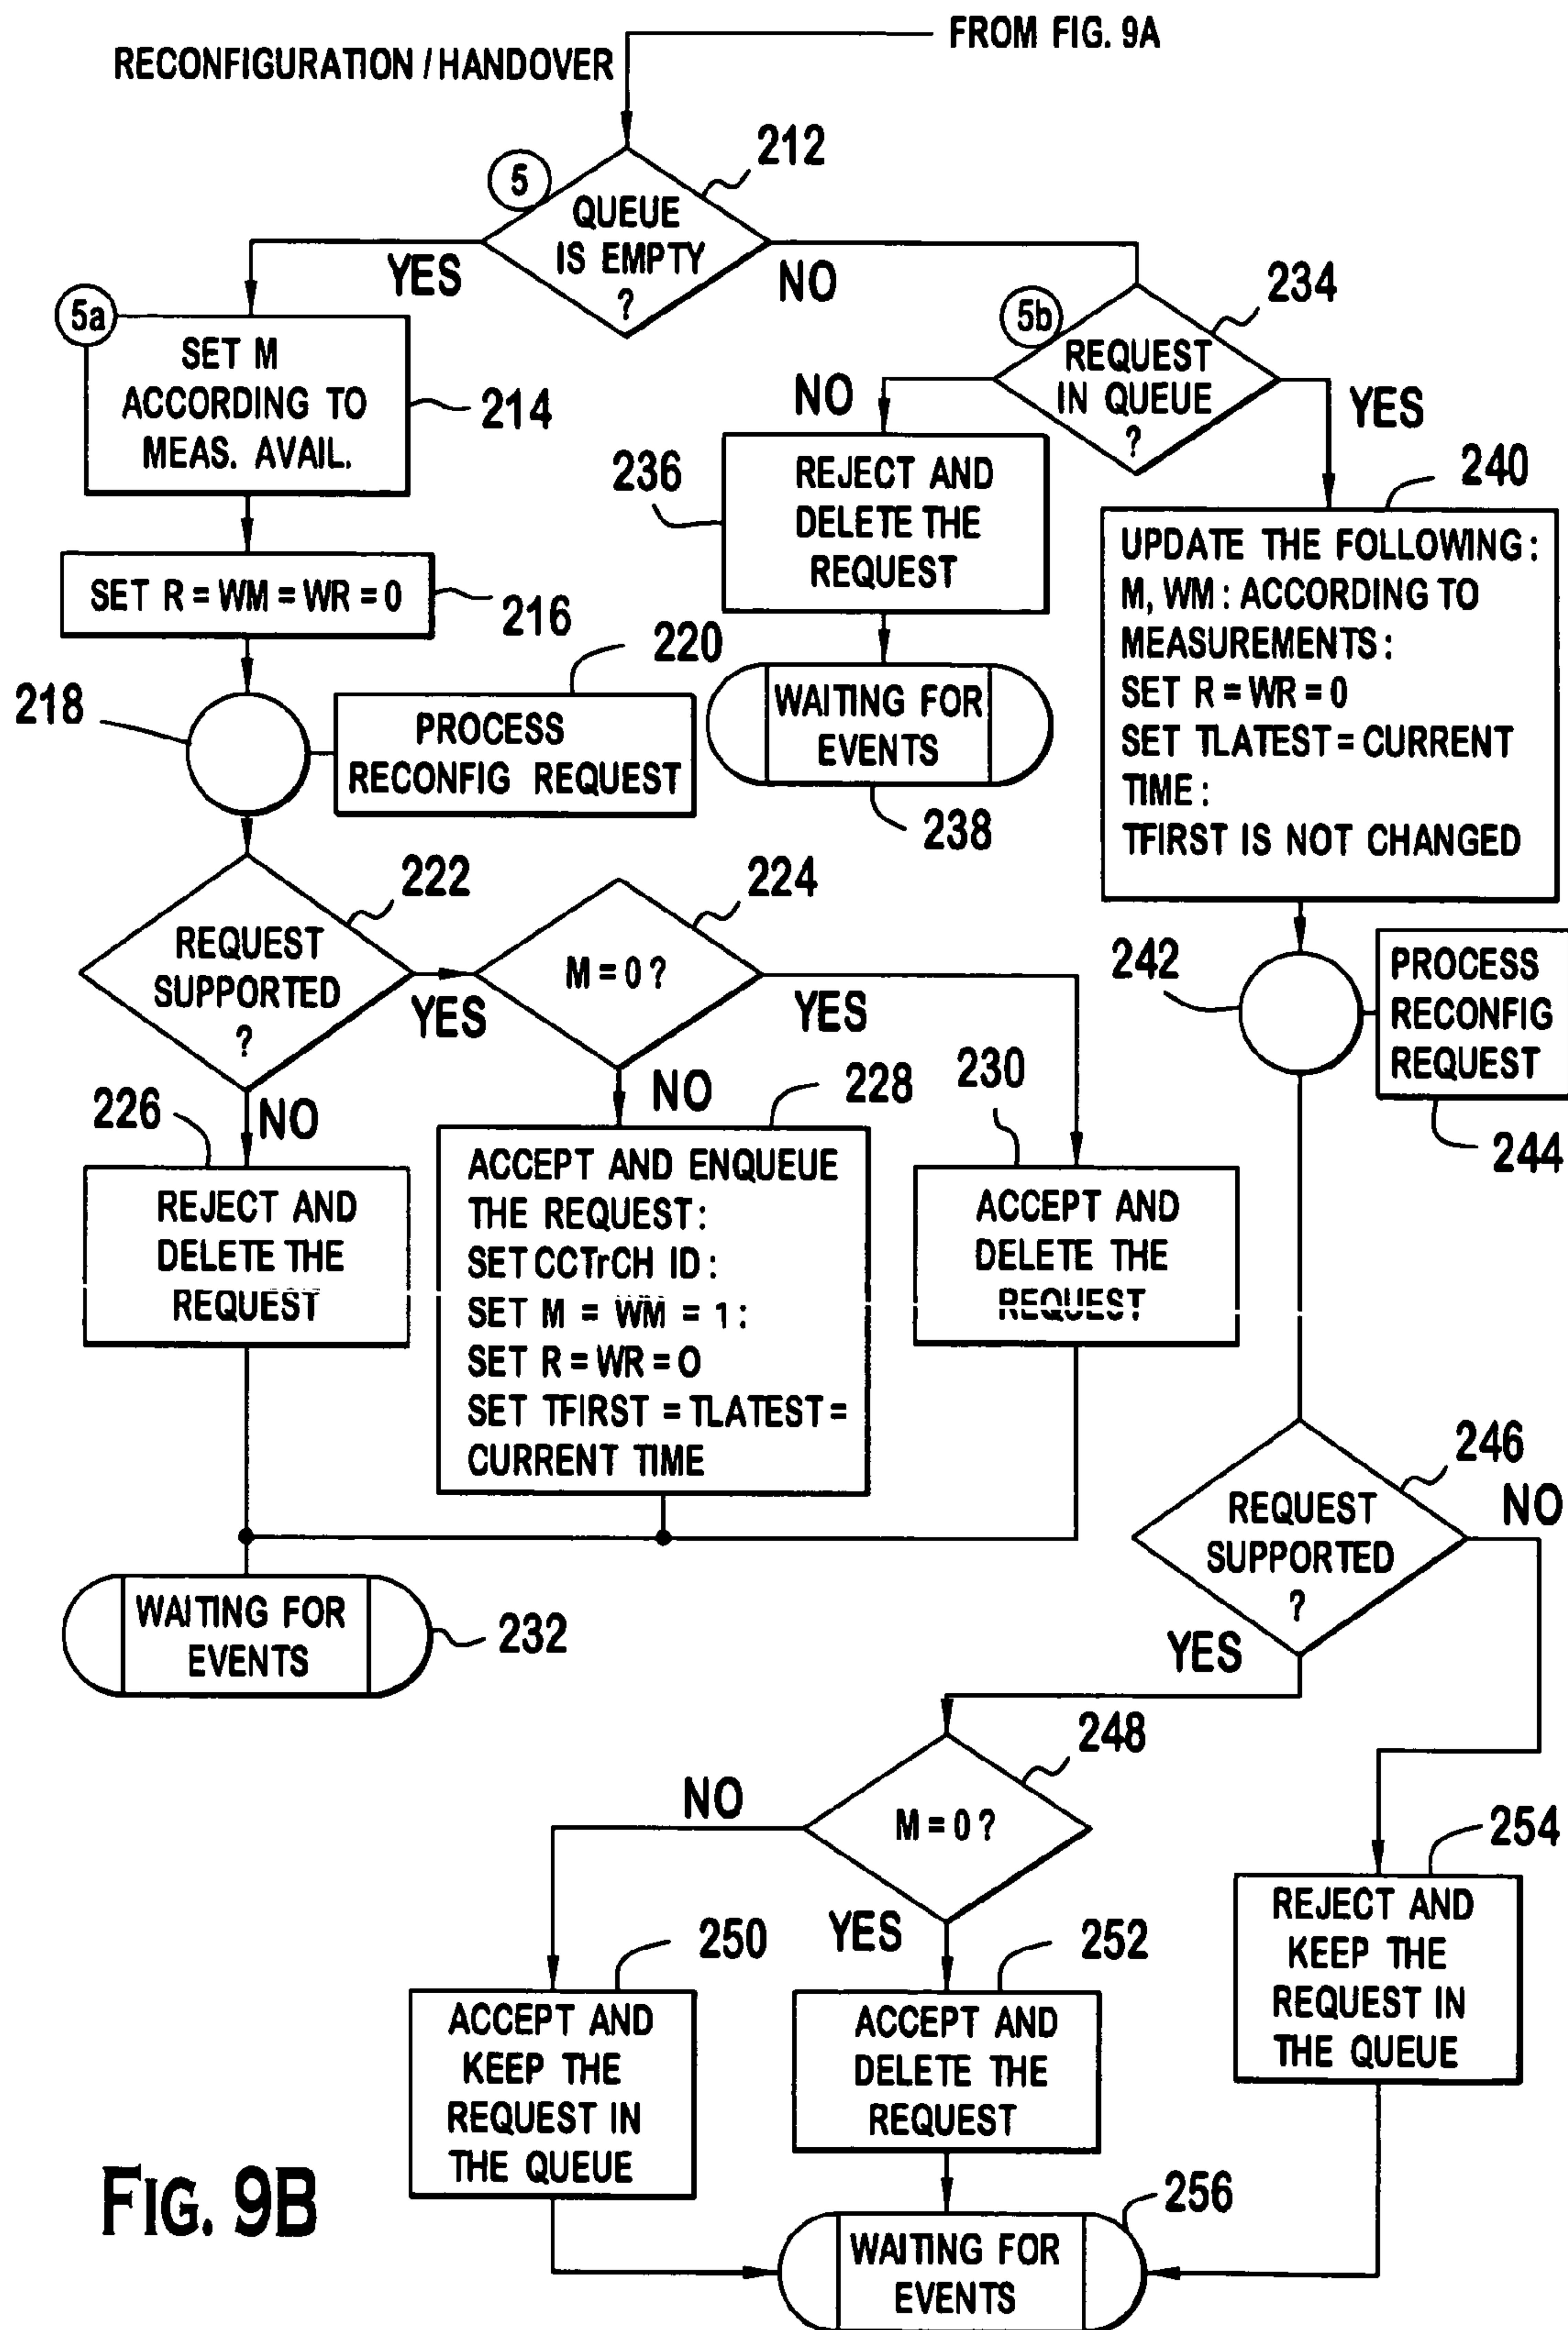 FROM FIG. 9A
RECONFIGURATION / HANDOVER
212
5
QUEUE
IS EMPTY
?
YES
NO
5a
SET M
ACCORDING TO
MEAS. AVAIL.
214
SET R = WM = WR = 0
216
218
220
PROCESS
RECONFIG REQUEST
222
REQUEST
SUPPORTED
?
YES
NO
224
M = 0 ?
YES
NO
226
REJECT AND
DELETE THE
REQUEST
228
ACCEPT AND ENQUEUE
THE REQUEST :
SET CCTrCH ID :
SET M = WM = 1 :
SET R = WR = 0
SET TFIRST = TLATEST =
CURRENT TIME
230
ACCEPT AND
DELETE THE
REQUEST
WAITING FOR
EVENTS
232
5b
234
REQUEST
IN QUEUE
?
NO
YES
236
REJECT AND
DELETE THE
REQUEST
WAITING FOR
EVENTS
238
240
UPDATE THE FOLLOWING :
M, WM : ACCORDING TO
MEASUREMENTS :
SET R = WR = 0
SET TLATEST = CURRENT
TIME :
TFIRST IS NOT CHANGED
242
PROCESS
RECONFIG
REQUEST
244
246
REQUEST
SUPPORTED
?
NO
YES
248
M = 0 ?
NO
YES
250
ACCEPT AND
KEEP THE
REQUEST IN
THE QUEUE
252
ACCEPT AND
DELETE THE
REQUEST
254
REJECT AND
KEEP THE
REQUEST IN
THE QUEUE
256
WAITING FOR
EVENTS
FIG. 9B